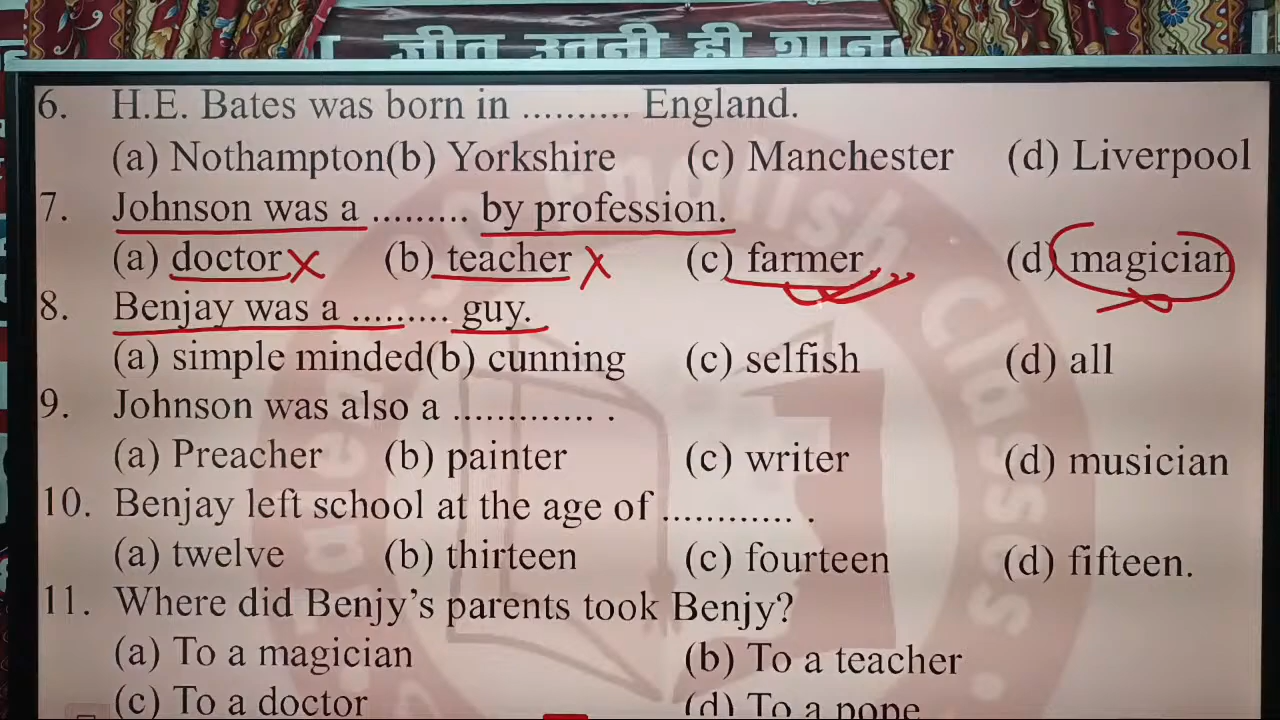 जीत उतनी ही शान
6. H.E. Bates was born in .......... England.
(a) Nothampton(b) Yorkshire (c) Manchester (d) Liverpool
7. Johnson was a ......... by profession.
(a) doctor (b) teacher (c) farmer (d) magician
8. Benjay was a ......... guy.
(a) simple minded(b) cunning (c) selfish (d) all
9. Johnson was also a ............. .
(a) Preacher (b) painter (c) writer (d) musician
10. Benjay left school at the age of ............ .
(a) twelve (b) thirteen (c) fourteen (d) fifteen.
11. Where did Benjy’s parents took Benjy?
(a) To a magician (b) To a teacher
(c) To a doctor (d) To a pope
English Classes